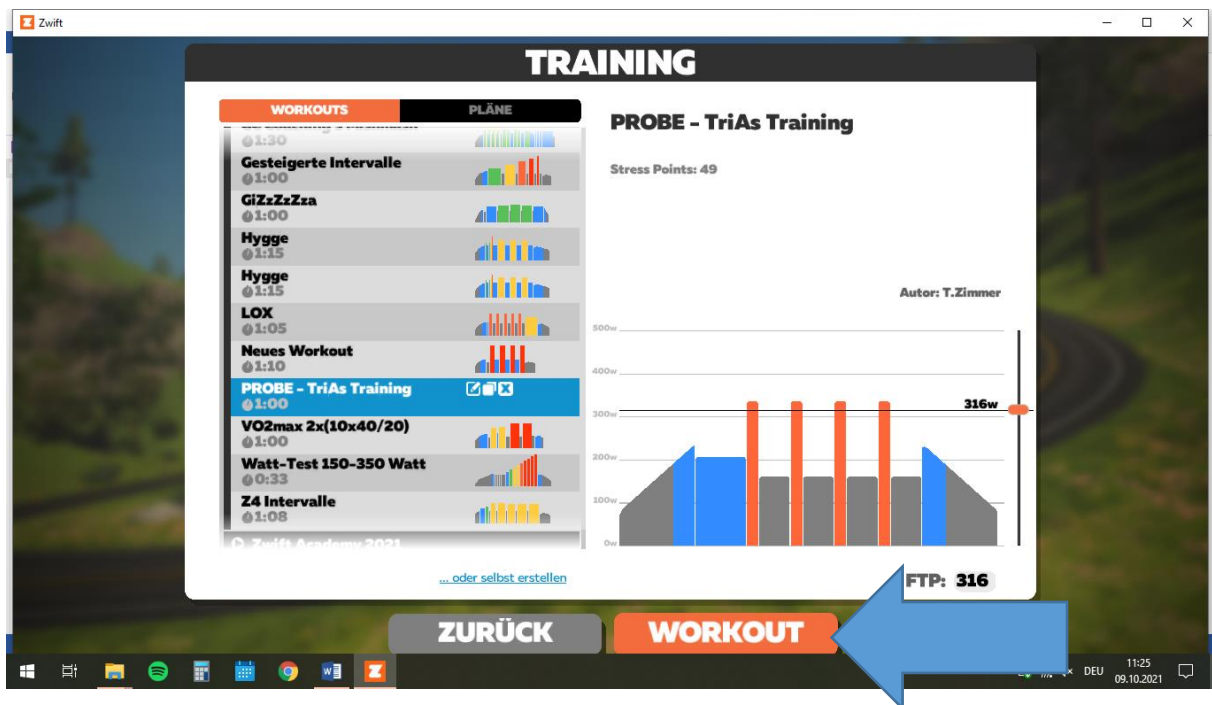 Zwift
TRAINING
WORKOUTS
PLÄNE
1:30
Gesteigerte Intervalle
1:00
GiZzZzZza
1:00
Hygge
1:15
Hygge
1:15
LOX
1:05
Neues Workout
1:10
PROBE - TriAs Training
1:00
VO2max 2x(10x40/20)
1:00
Watt-Test 150-350 Watt
0:33
Z4 Intervalle
1:08
Zwift Academy 2021
... oder selbst erstellen
PROBE - TriAs Training
Stress Points: 49
Autor: T.Zimmer
500w
400w
316w
300w
200w
100w
0w
FTP: 316
ZURÜCK
WORKOUT
DEU
11:25
09.10.2021